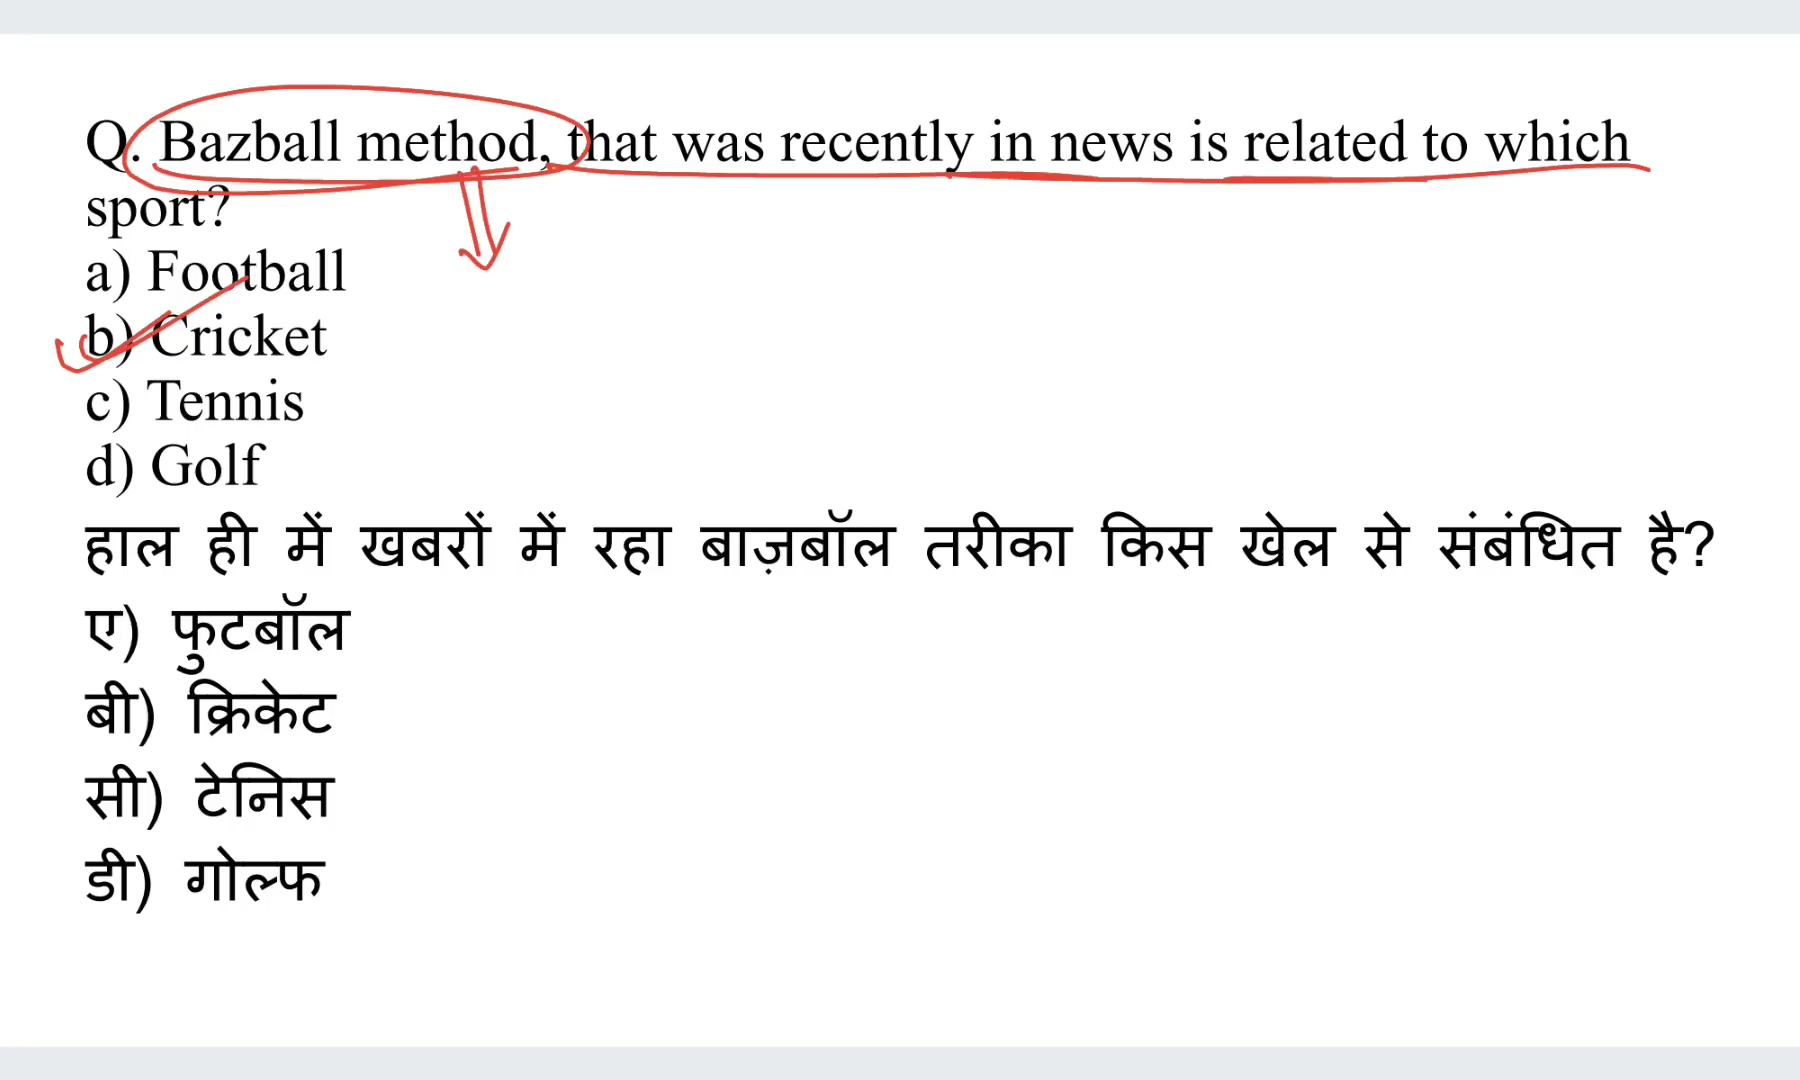 Q. Bazball method, that was recently in news is related to which
sport?
a) Football
b) Cricket
c) Tennis
d) Golf
हाल ही में खबरों में रहा बाज़बॉल तरीका किस खेल से संबंधित है?
ए) फुटबॉल
बी) क्रिकेट
सी) टेनिस
डी) गोल्फ